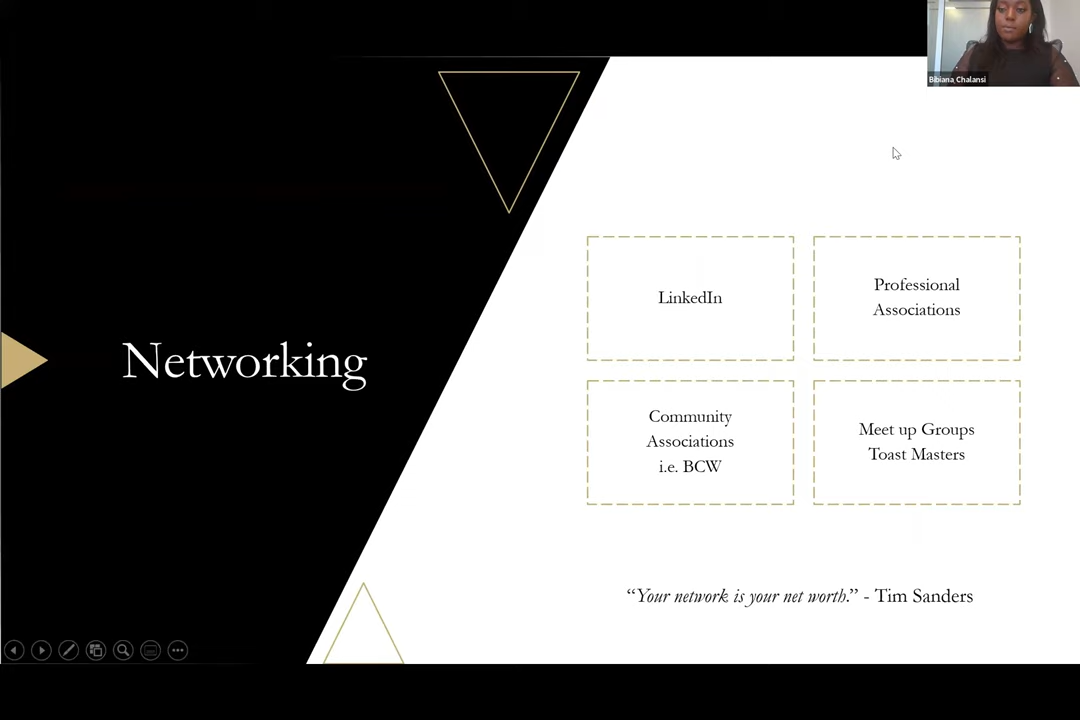 Bibiana Chalansi
Networking
LinkedIn
Professional
Associations
Community
Associations
i.e. BCW
Meet up Groups
Toast Masters
“Your network is your net worth.” - Tim Sanders